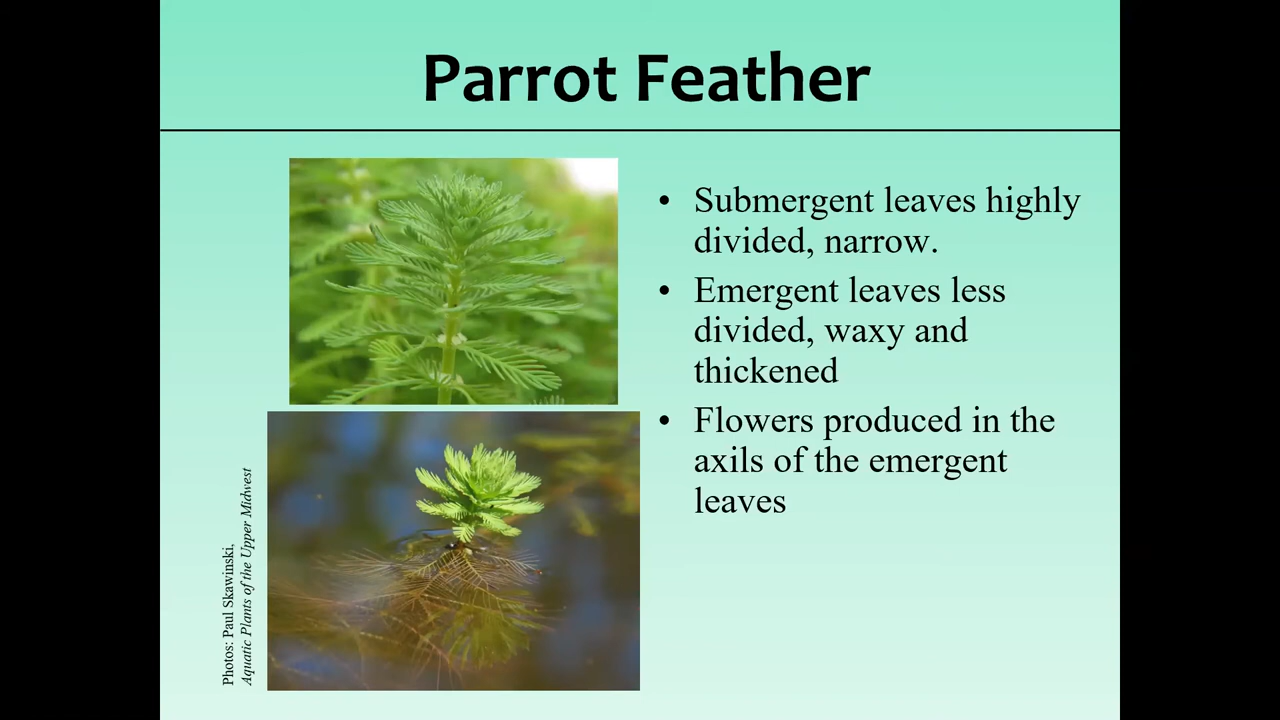 Parrot Feather
• Submergent leaves highly
divided, narrow.
• Emergent leaves less
divided, waxy and
thickened
• Flowers produced in the
axils of the emergent
leaves
Photos: Paul Skawinski,
Aquatic Plants of the Upper Midwest